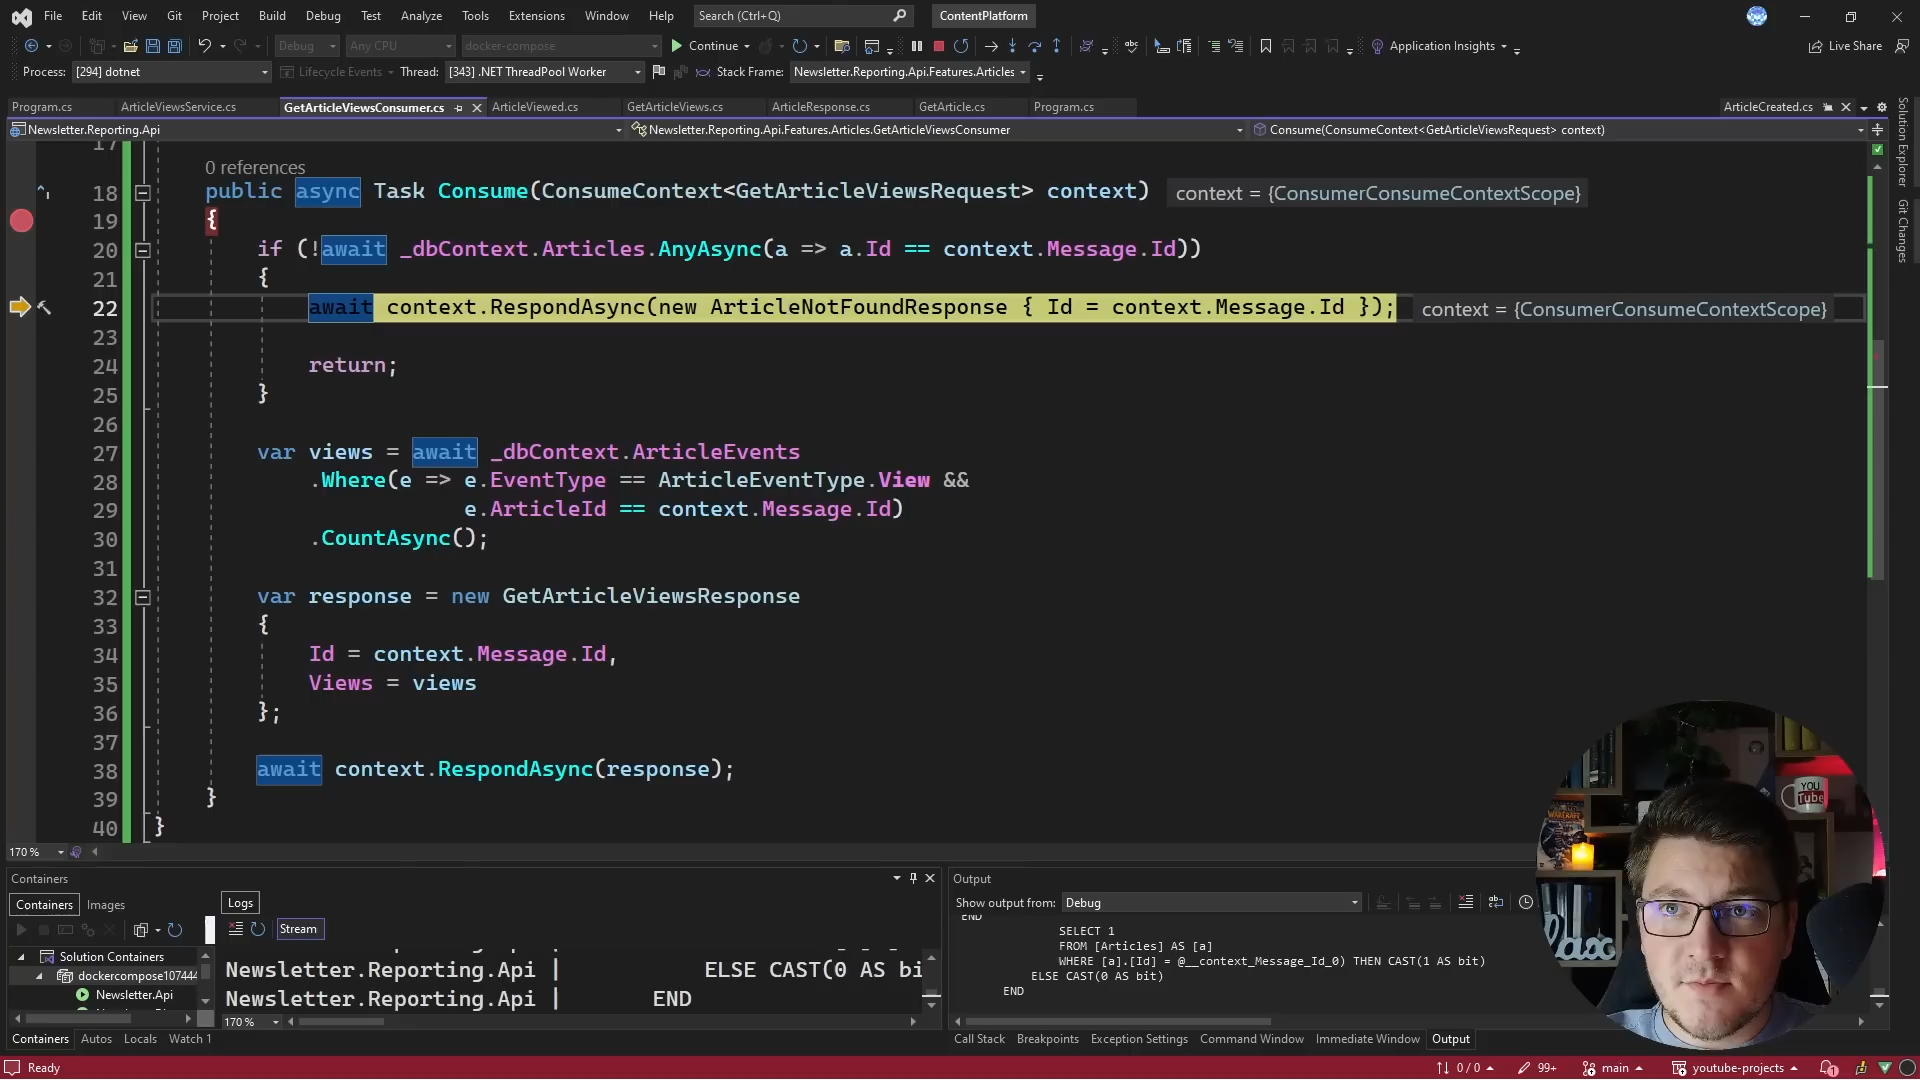 File Edit View Git Project Build Debug Test Analyze Tools Extensions Window Help Search (Ctrl+Q) ContentPlatform
Debug Any CPU docker-compose Continue Application Insights Live Share
Process: [294] dotnet Lifecycle Events Thread: [343] .NET ThreadPool Worker Stack Frame: Newsletter.Reporting.Api.Features.Articles
Program.cs ArticleViewsService.cs GetArticleViewsConsumer.cs ArticleViewed.cs GetArticleViews.cs ArticleResponse.cs GetArticle.cs Program.cs ArticleCreated.cs
Newsletter.Reporting.Api Newsletter.Reporting.Api.Features.Articles.GetArticleViewsConsumer Consume(ConsumeContext<GetArticleViewsRequest> context)
Solution Explorer
Git Changes
17
0 references
18 public async Task Consume(ConsumeContext<GetArticleViewsRequest> context) context = {ConsumerConsumeContextScope}
19 {
20 if (!await _dbContext.Articles.AnyAsync(a => a.Id == context.Message.Id))
21 {
22 await context.RespondAsync(new ArticleNotFoundResponse { Id = context.Message.Id }); context = {ConsumerConsumeContextScope}
23
24 return;
25 }
26
27 var views = await _dbContext.ArticleEvents
28 .Where(e => e.EventType == ArticleEventType.View &&
29 e.ArticleId == context.Message.Id)
30 .CountAsync();
31
32 var response = new GetArticleViewsResponse
33 {
34 Id = context.Message.Id,
35 Views = views
36 };
37
38 await context.RespondAsync(response);
39 }
40 }
170 %
Containers
Containers Images
Solution Containers
dockercompose107444
Newsletter.Api
Logs
Stream
Newsletter.Reporting.Api | ELSE CAST(0 AS bi
Newsletter.Reporting.Api | END
170 %
Output
Show output from: Debug
END
SELECT 1
FROM [Articles] AS [a]
WHERE [a].[Id] = @__context_Message_Id_0) THEN CAST(1 AS bit)
ELSE CAST(0 AS bit)
END
YOU
Tube
WARCRAFT
Containers Autos Locals Watch 1 Call Stack Breakpoints Exception Settings Command Window Immediate Window Output
Ready 0 / 0 99+ main youtube-projects 1